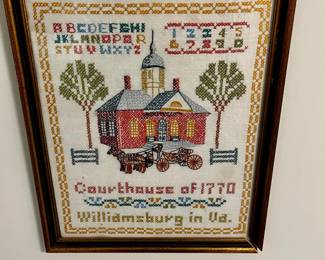 ABCDEFGHI
JKLMNOPQR
STUVWXYZ
12345
67890
Courthouse of 1770
Williamsburg in Va.